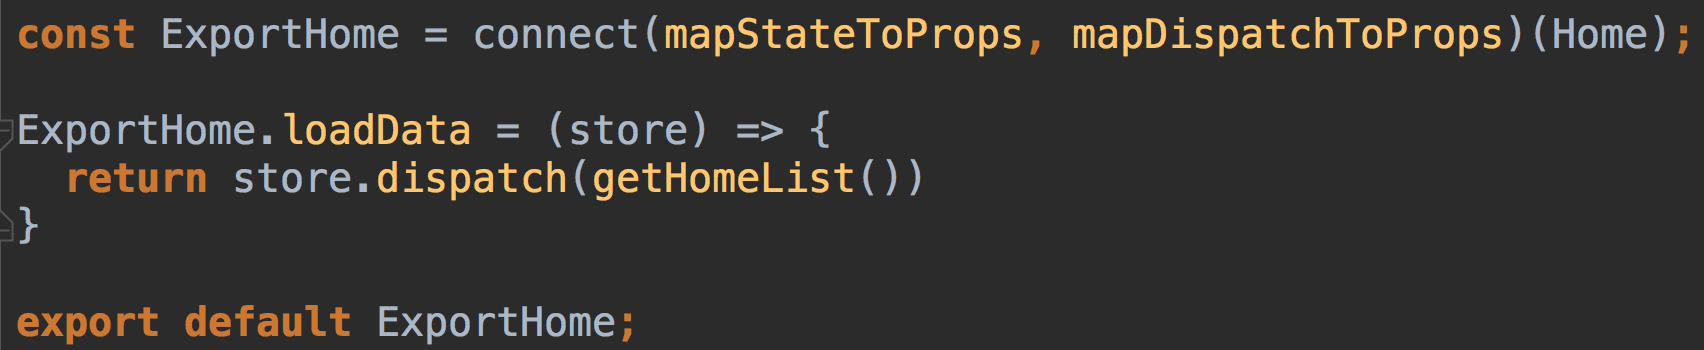 const ExportHome = connect(mapStateToProps, mapDispatchToProps)(Home);
ExportHome.loadData = (store) => {
  return store.dispatch(getHomeList())
}
export default ExportHome;